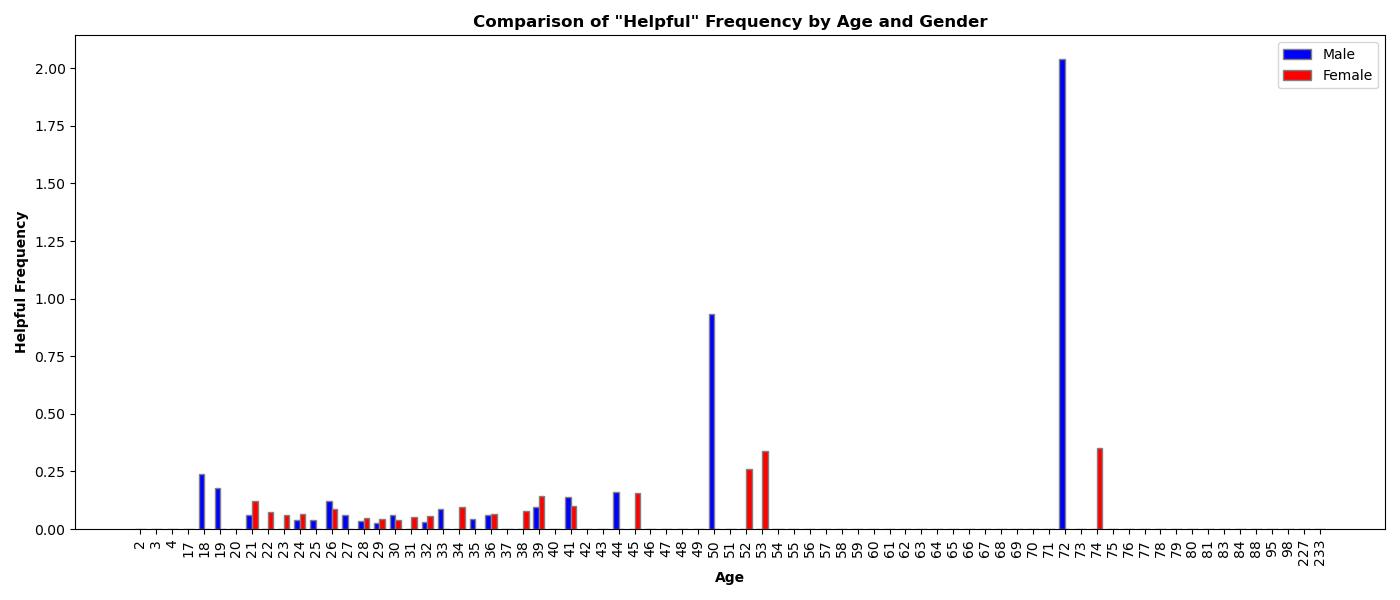 Comparison of "Helpful" Frequency by Age and Gender
Male
Female
Helpful Frequency
2.00
1.75
1.50
1.25
1.00
0.75
0.50
0.25
0.00
2 3 4 17 18 19 20 21 22 23 24 25 26 27 28 29 30 31 32 33 34 35 36 37 38 39 40 41 42 43 44 45 46 47 48 49 50 51 52 53 54 55 56 57 58 59 60 61 62 63 64 65 66 67 68 69 70 71 72 73 74 75 76 77 78 79 80 81 83 84 88 95 98 227 233
Age